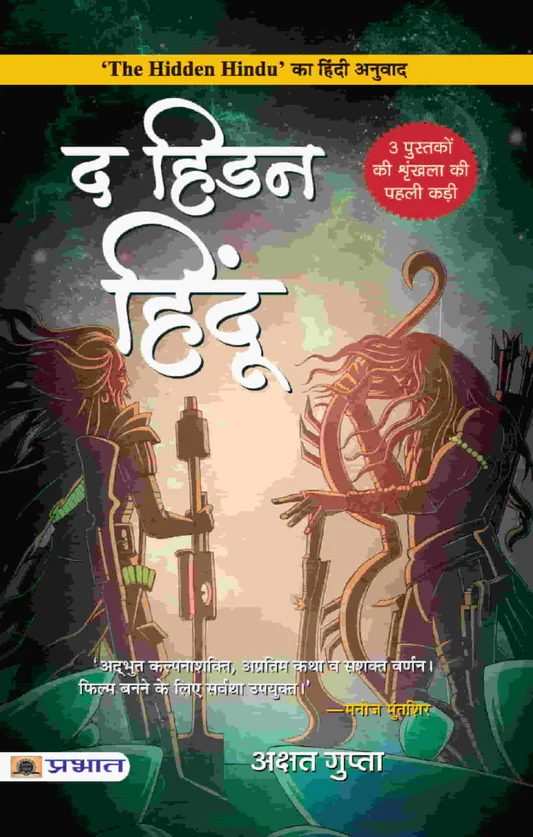 ‘The Hidden Hindu’ का हिंदी अनुवाद
द हिडन
हिंदू
3 पुस्तकों
की शृंखला की
पहली कड़ी
‘अद्भुत कल्पनाशक्ति, अप्रतिम कथा व सशक्त वर्णन।
फिल्म बनने के लिए सर्वथा उपयुक्त।’
—मनोज मुंतशिर
प्रभात
अक्षत गुप्ता